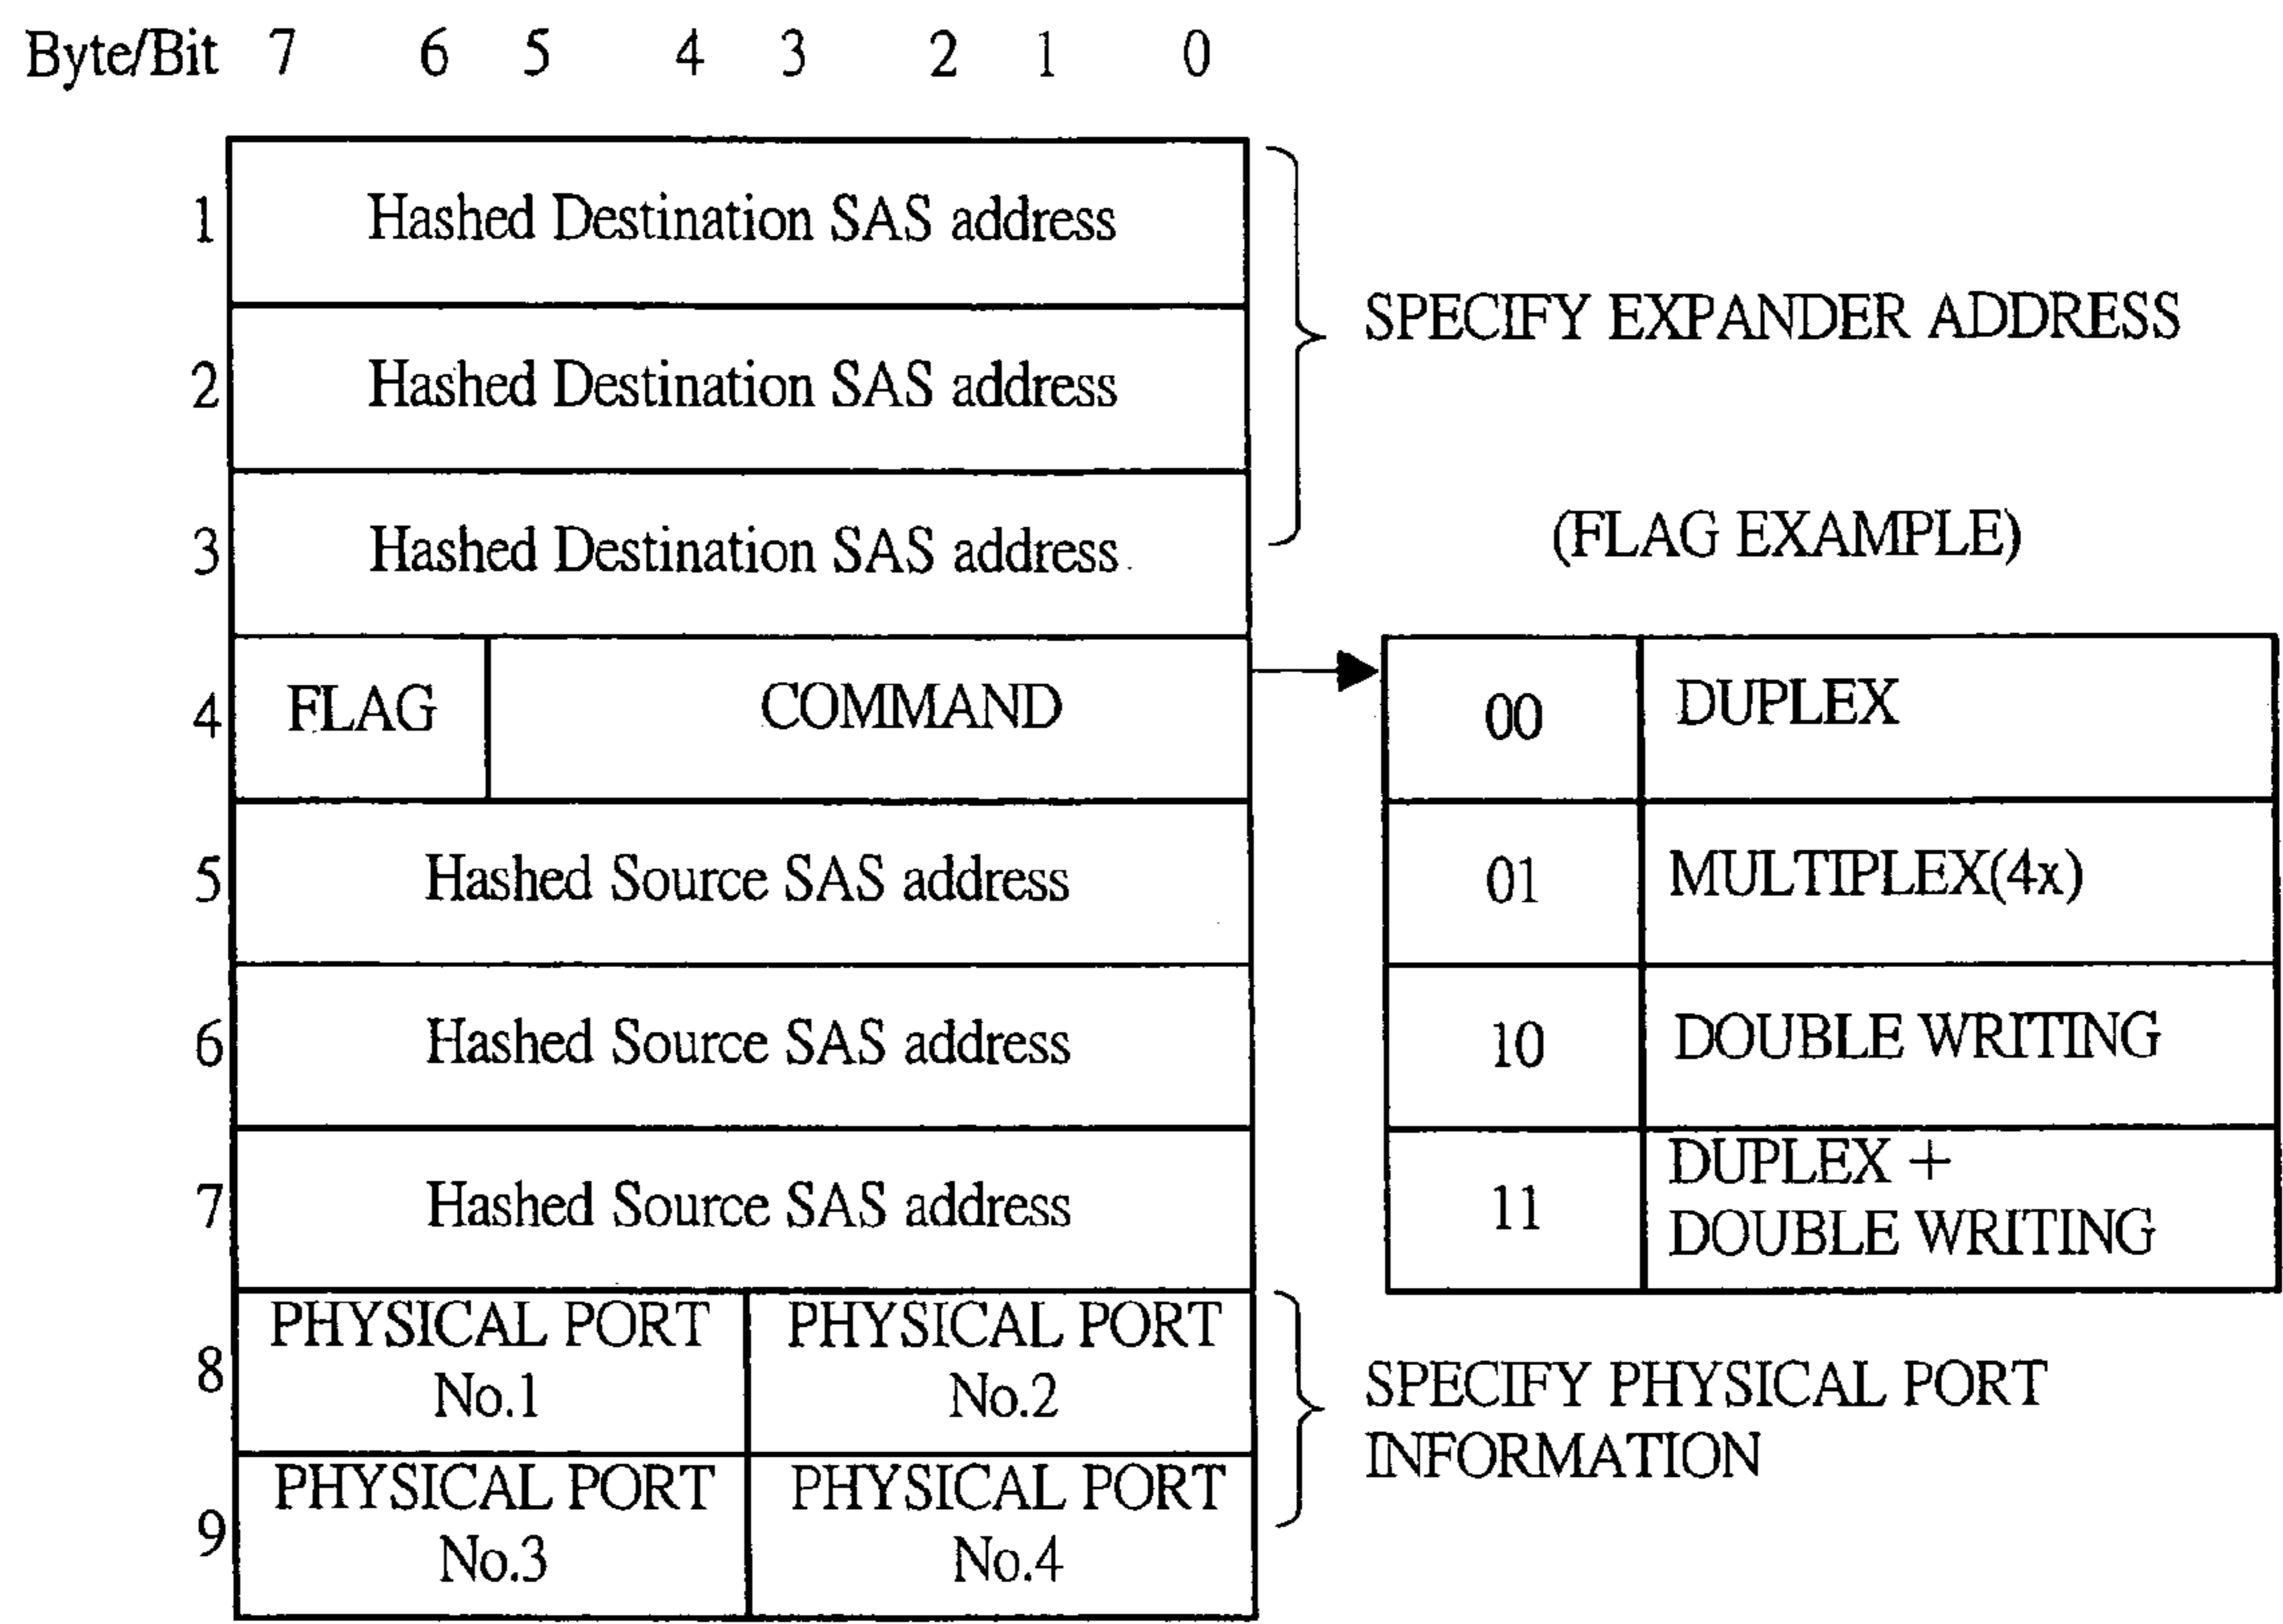 Byte/Bit 7 6 5 4 3 2 1 0
1 Hashed Destination SAS address
SPECIFY EXPANDER ADDRESS
2 Hashed Destination SAS address
3 Hashed Destination SAS address
(FLAG EXAMPLE)
4 FLAG COMMAND
00 DUPLEX
5 Hashed Source SAS address
01 MULTIPLEX(4x)
6 Hashed Source SAS address
10 DOUBLE WRITING
7 Hashed Source SAS address
11 DUPLEX +
DOUBLE WRITING
8 PHYSICAL PORT
No.1
PHYSICAL PORT
No.2
SPECIFY PHYSICAL PORT
INFORMATION
9 PHYSICAL PORT
No.3
PHYSICAL PORT
No.4